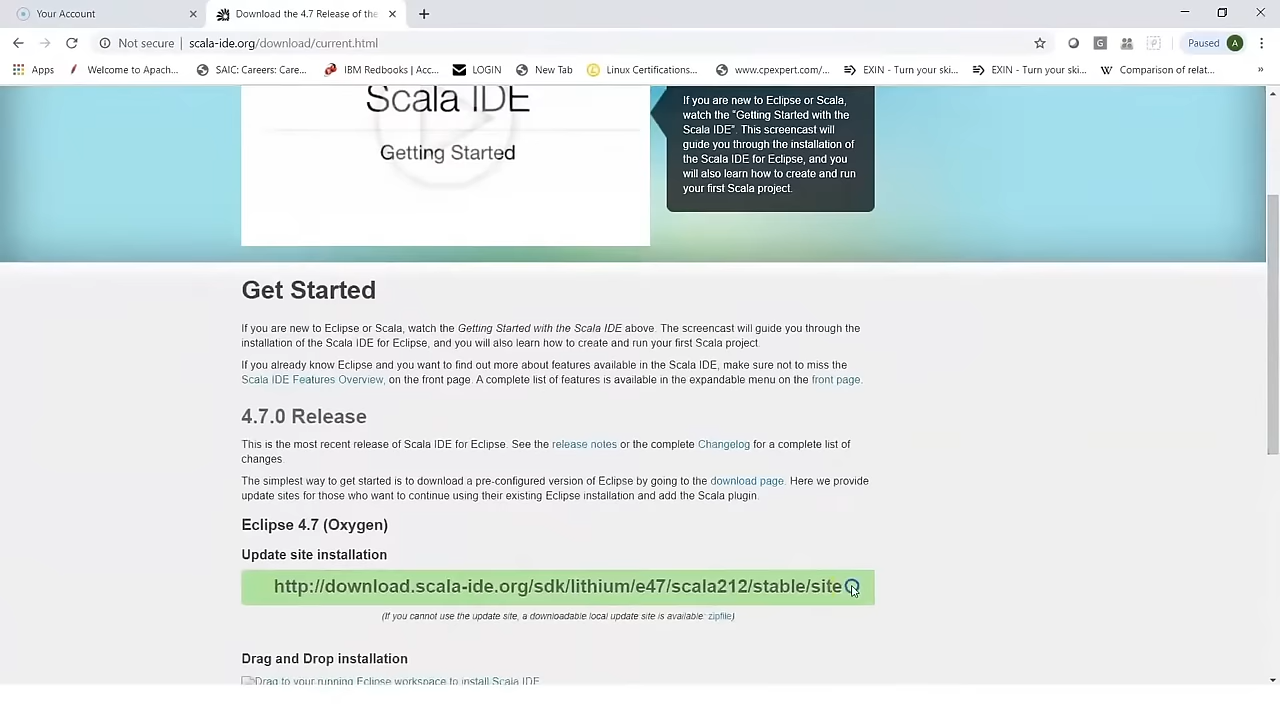 Your Account
Download the 4.7 Release of the
Not secure | scala-ide.org/download/current.html
Paused A
Apps
Welcome to Apach...
SAIC: Careers: Care...
IBM Redbooks | Acc...
LOGIN
New Tab
Linux Certifications...
www.cpexpert.com/...
EXIN - Turn your ski...
EXIN - Turn your ski...
Comparison of relat...
»
Scala IDE
Getting Started
If you are new to Eclipse or Scala,
watch the "Getting Started with the
Scala IDE". This screencast will
guide you through the installation of
the Scala IDE for Eclipse, and you
will also learn how to create and run
your first Scala project.
Get Started
If you are new to Eclipse or Scala, watch the Getting Started with the Scala IDE above. The screencast will guide you through the
installation of the Scala IDE for Eclipse, and you will also learn how to create and run your first Scala project.
If you already know Eclipse and you want to find out more about features available in the Scala IDE, make sure not to miss the
Scala IDE Features Overview, on the front page. A complete list of features is available in the expandable menu on the front page.
4.7.0 Release
This is the most recent release of Scala IDE for Eclipse. See the release notes or the complete Changelog for a complete list of
changes.
The simplest way to get started is to download a pre-configured version of Eclipse by going to the download page. Here we provide
update sites for those who want to continue using their existing Eclipse installation and add the Scala plugin.
Eclipse 4.7 (Oxygen)
Update site installation
http://download.scala-ide.org/sdk/lithium/e47/scala212/stable/site
(If you cannot use the update site, a downloadable local update site is available: zipfile)
Drag and Drop installation
Drag to your running Eclipse workspace to install Scala IDE